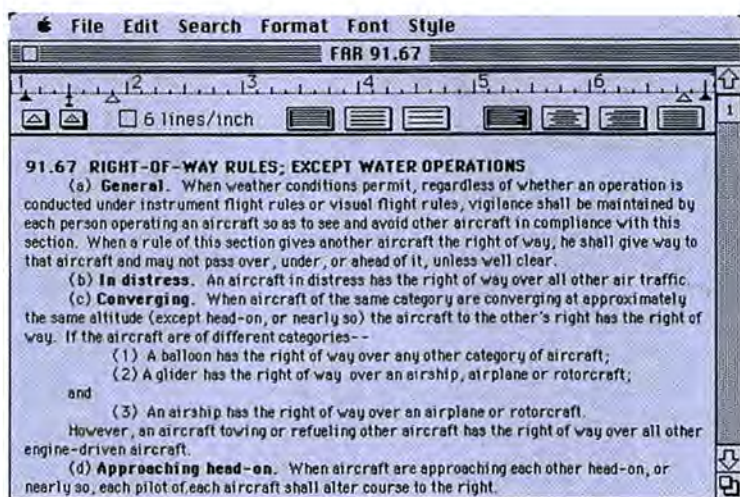 File Edit Search Format Font Style
FAR 91.67
1 2 3 4 5 6
6 lines/inch
1
91.67 RIGHT-OF-WAY RULES; EXCEPT WATER OPERATIONS
(a) General. When weather conditions permit, regardless of whether an operation is
conducted under instrument flight rules or visual flight rules, vigilance shall be maintained by
each person operating an aircraft so as to see and avoid other aircraft in compliance with this
section. When a rule of this section gives another aircraft the right of way, he shall give way to
that aircraft and may not pass over, under, or ahead of it, unless well clear.
(b) In distress. An aircraft in distress has the right of way over all other air traffic.
(c) Converging. When aircraft of the same category are converging at approximately
the same altitude (except head-on, or nearly so) the aircraft to the other's right has the right of
way. If the aircraft are of different categories--
(1) A balloon has the right of way over any other category of aircraft;
(2) A glider has the right of way over an airship, airplane or rotorcraft;
and
(3) An airship has the right of way over an airplane or rotorcraft.
However, an aircraft towing or refueling other aircraft has the right of way over all other
engine-driven aircraft.
(d) Approaching head-on. When aircraft are approaching each other head-on, or
nearly so, each pilot of each aircraft shall alter course to the right.